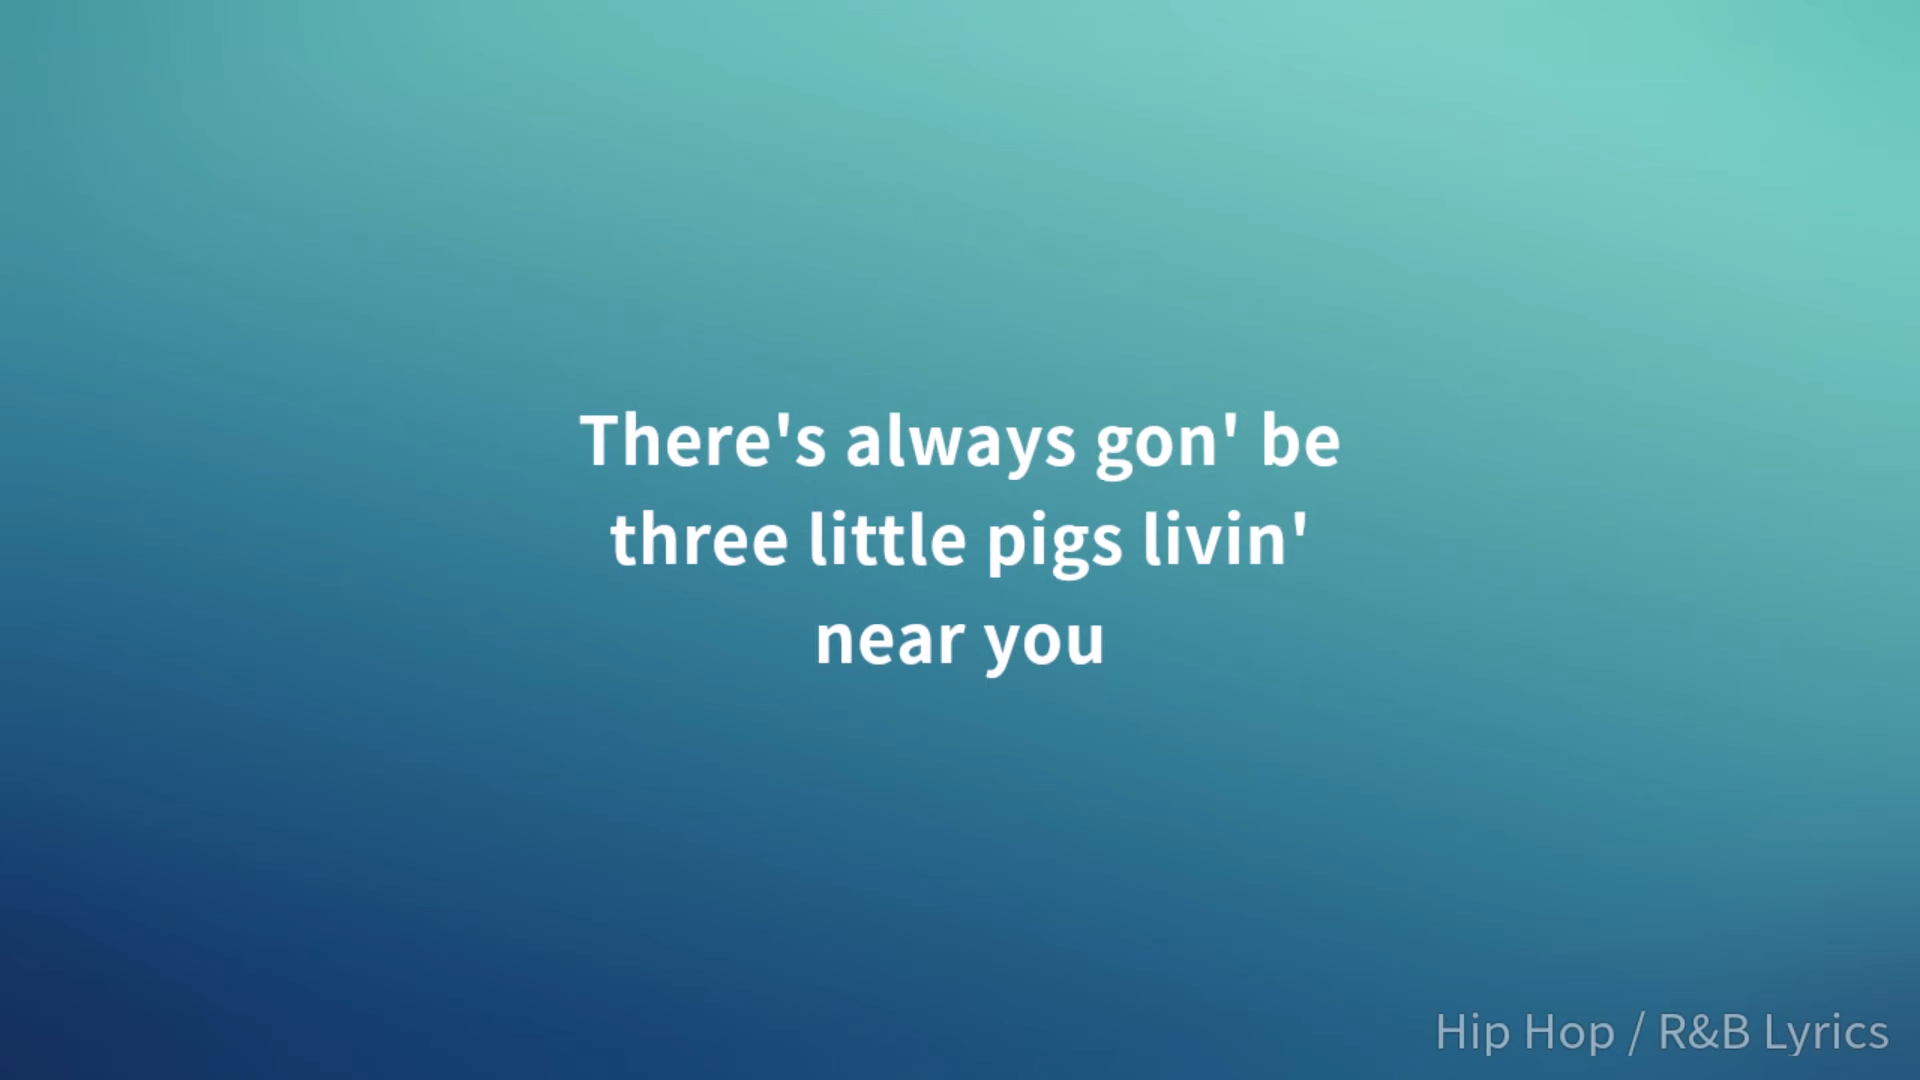 There's always gon' be
three little pigs livin'
near you
Hip Hop / R&B Lyrics